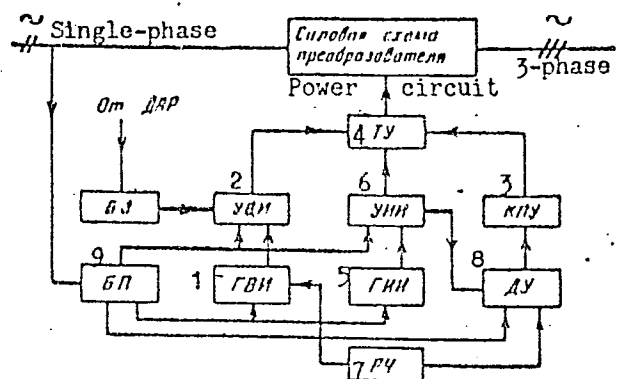 ~ Single-phase
Силовая схема
преобразователя
~
3-phase
Power circuit
От ДАР
4 ТУ
2
6
3
БЗ
УВИ
УНИ
КПУ
9
8
БП
1 ГВИ
5 ГНИ
ДУ
7 РЧ